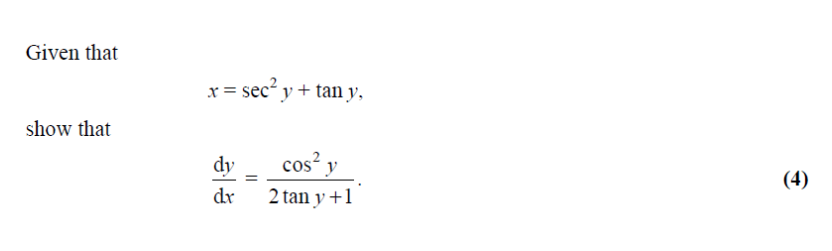 Given that
x = sec² y + tan y,
show that
dy/dx = cos² y / (2 tan y + 1).
(4)